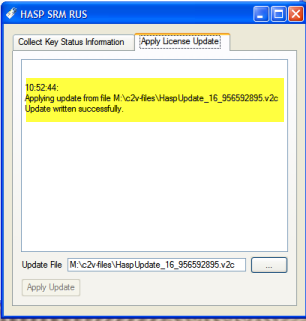 HASP SRM RUS
Collect Key Status Information
Apply License Update
10:52:44:
Applying update from file M:\c2v-files\HaspUpdate_16_956592895.v2c
Update written successfully.
Update File M:\c2v-files\HaspUpdate_16_956592895.v2c ...
Apply Update